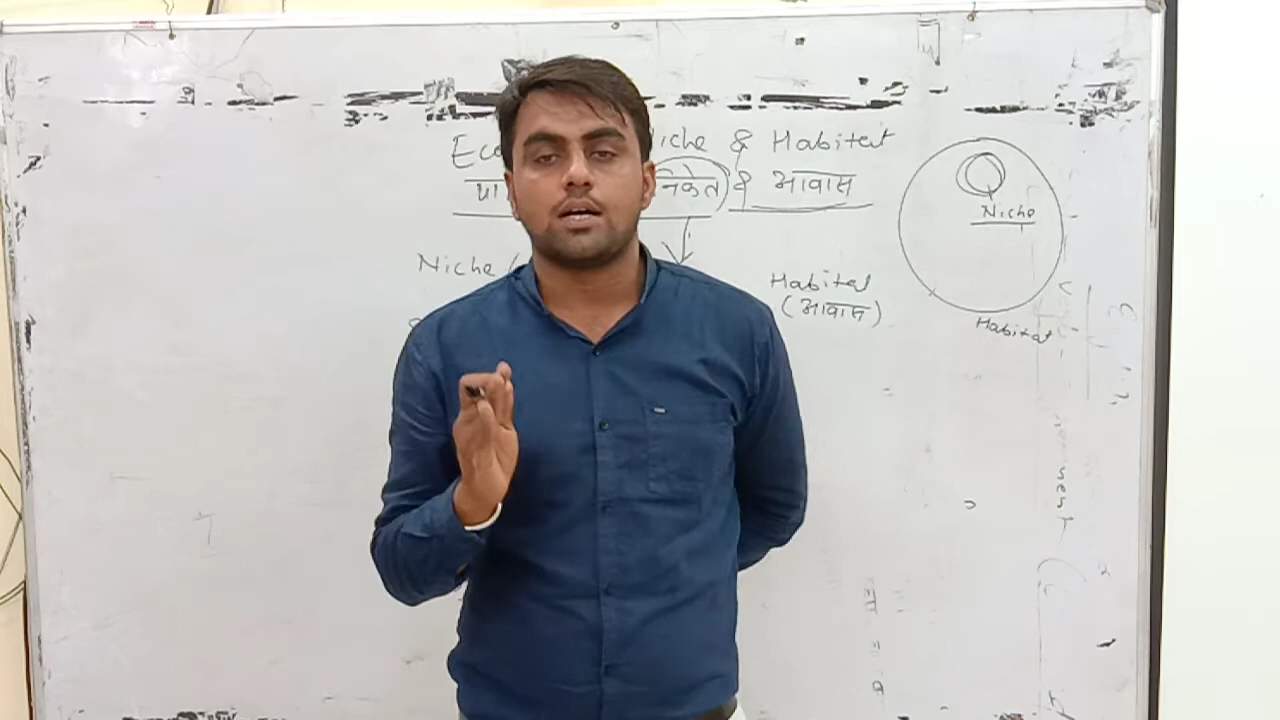 Niche & Habitat
निकेत) & आवास
Niche (
Habitat
(आवास)
Niche
Habitat